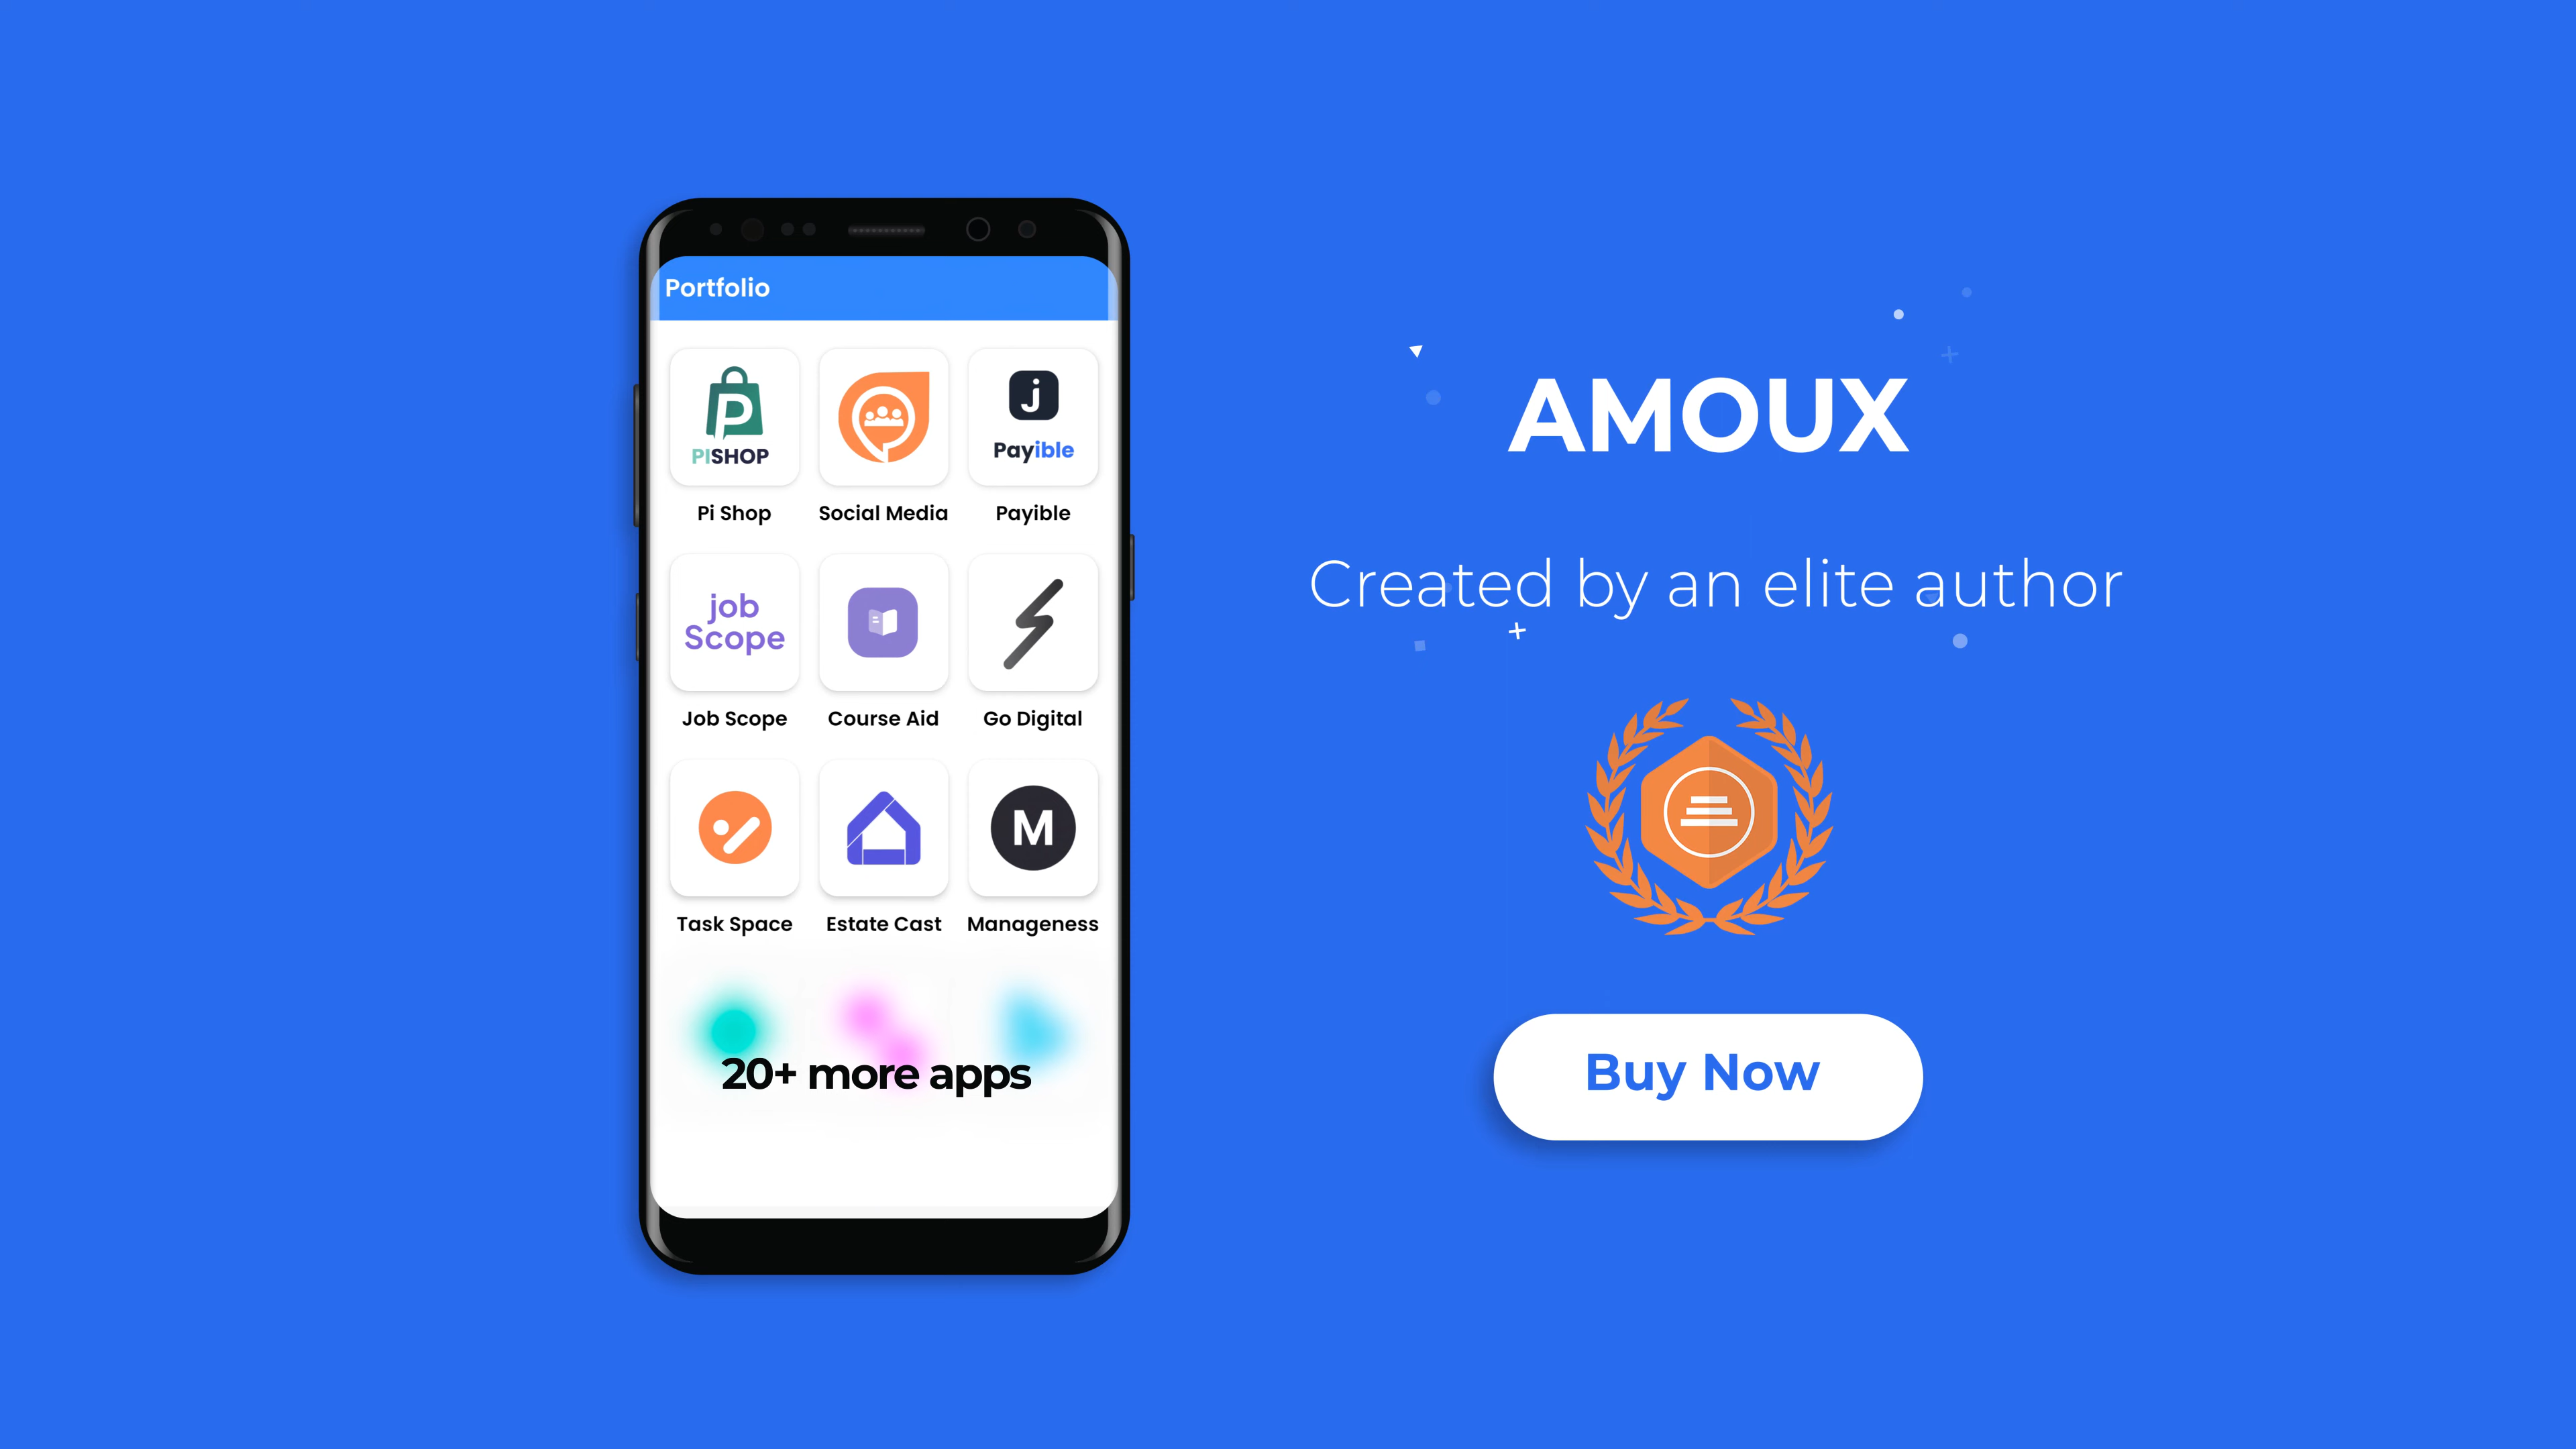 Portfolio
P
PISHOP
j
Payible
Pi Shop
Social Media
Payible
job
Scope
Job Scope
Course Aid
Go Digital
M
Task Space
Estate Cast
Manageness
20+ more apps
AMOUX
Created by an elite author
Buy Now